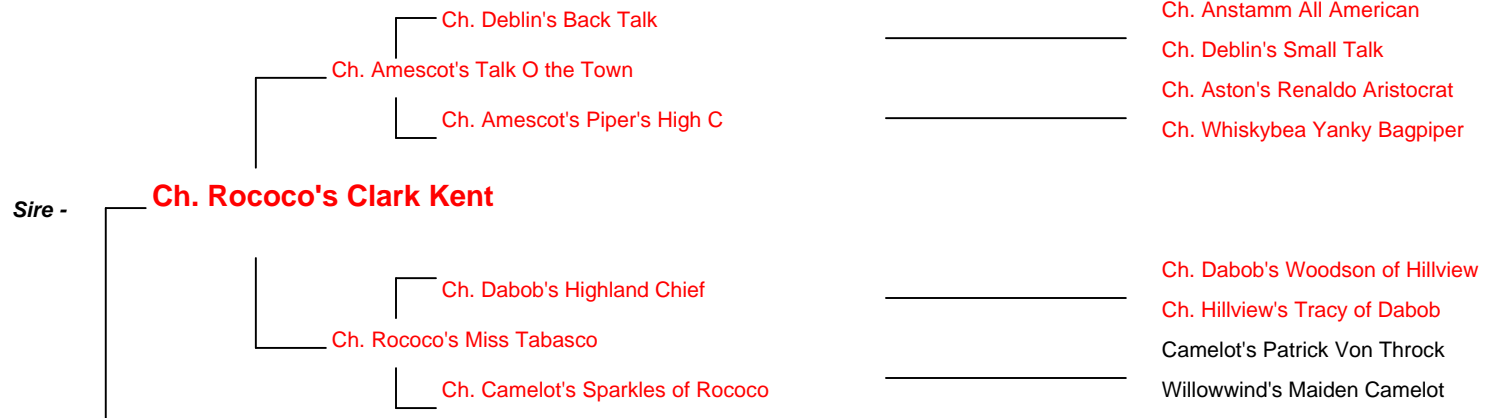 Ch. Anstamm All American
Ch. Deblin's Back Talk
Ch. Deblin's Small Talk
Ch. Amescot's Talk O the Town
Ch. Aston's Renaldo Aristocrat
Ch. Amescot's Piper's High C
Ch. Whiskybea Yanky Bagpiper
Sire - Ch. Rococo's Clark Kent
Ch. Dabob's Woodson of Hillview
Ch. Dabob's Highland Chief
Ch. Hillview's Tracy of Dabob
Ch. Rococo's Miss Tabasco
Camelot's Patrick Von Throck
Ch. Camelot's Sparkles of Rococo
Willowwind's Maiden Camelot